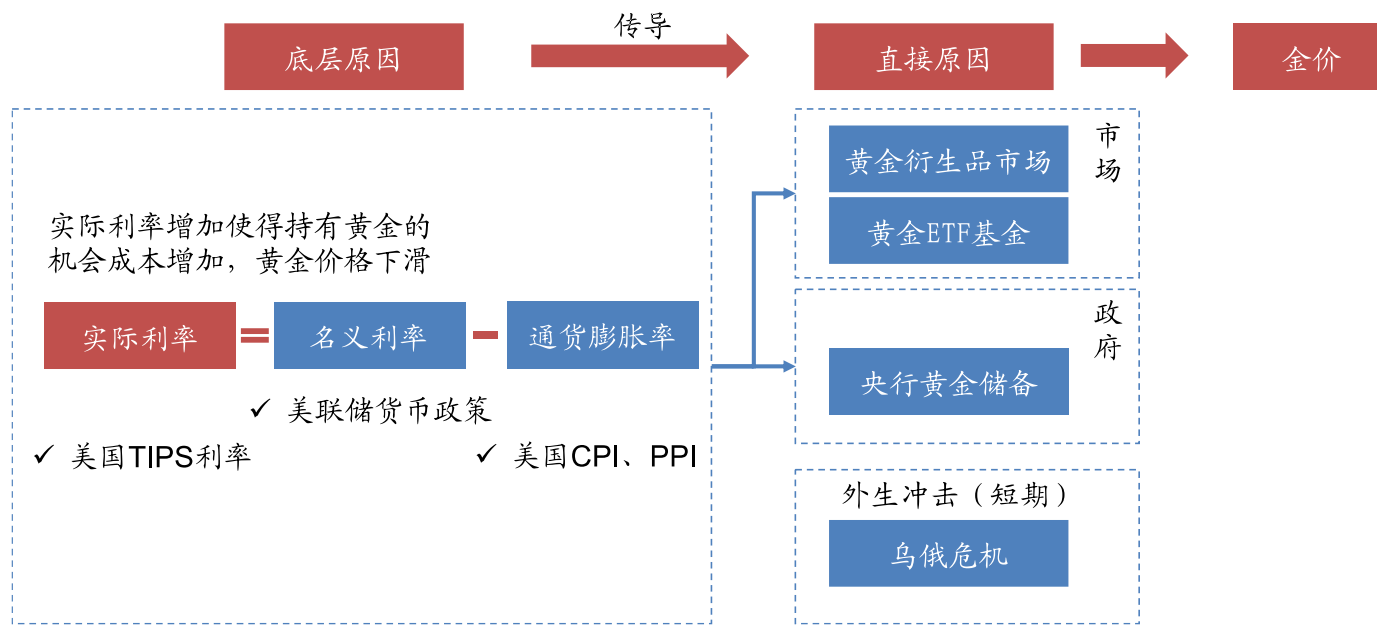 底层原因
传导
直接原因
金价
实际利率增加使得持有黄金的
机会成本增加，黄金价格下滑
实际利率
=
名义利率
-
通货膨胀率
✓ 美联储货币政策
✓ 美国TIPS利率
✓ 美国CPI、PPI
市场
黄金衍生品市场
黄金ETF基金
政府
央行黄金储备
外生冲击（短期）
乌俄危机